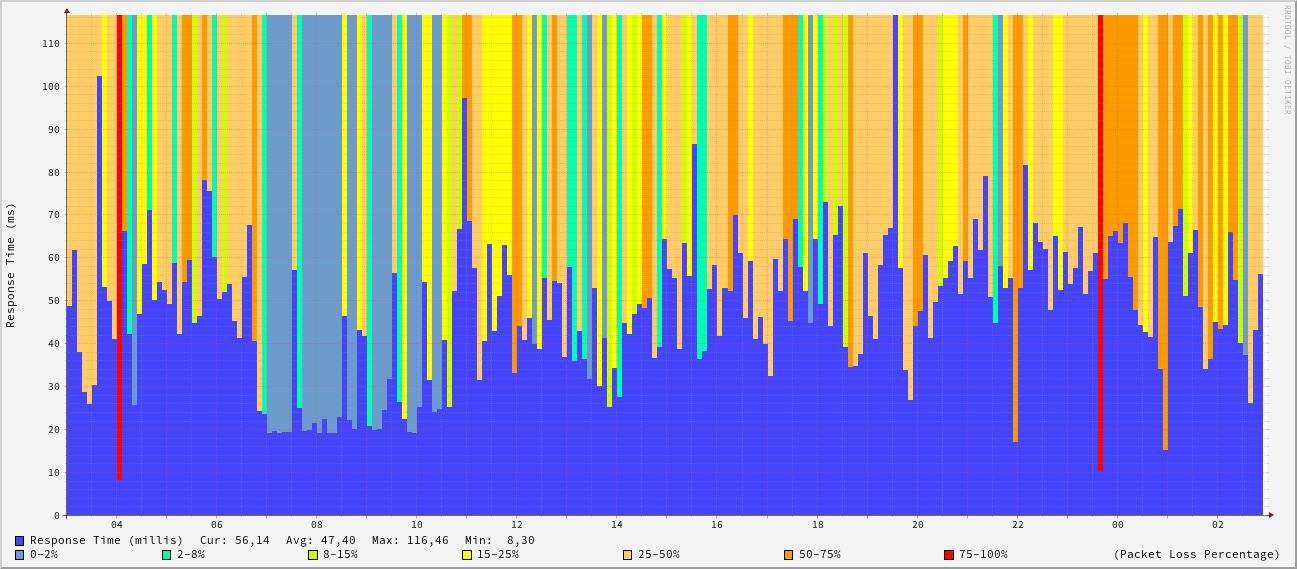 RRDTOOL / TOBI OETIKER
Response Time (ms)
110
100
90
80
70
60
50
40
30
20
10
0
04 06 08 10 12 14 16 18 20 22 00 02
Response Time (millis) Cur: 56,14 Avg: 47,40 Max: 116,46 Min: 8,30
0-2% 2-8% 8-15% 15-25% 25-50% 50-75% 75-100% (Packet Loss Percentage)